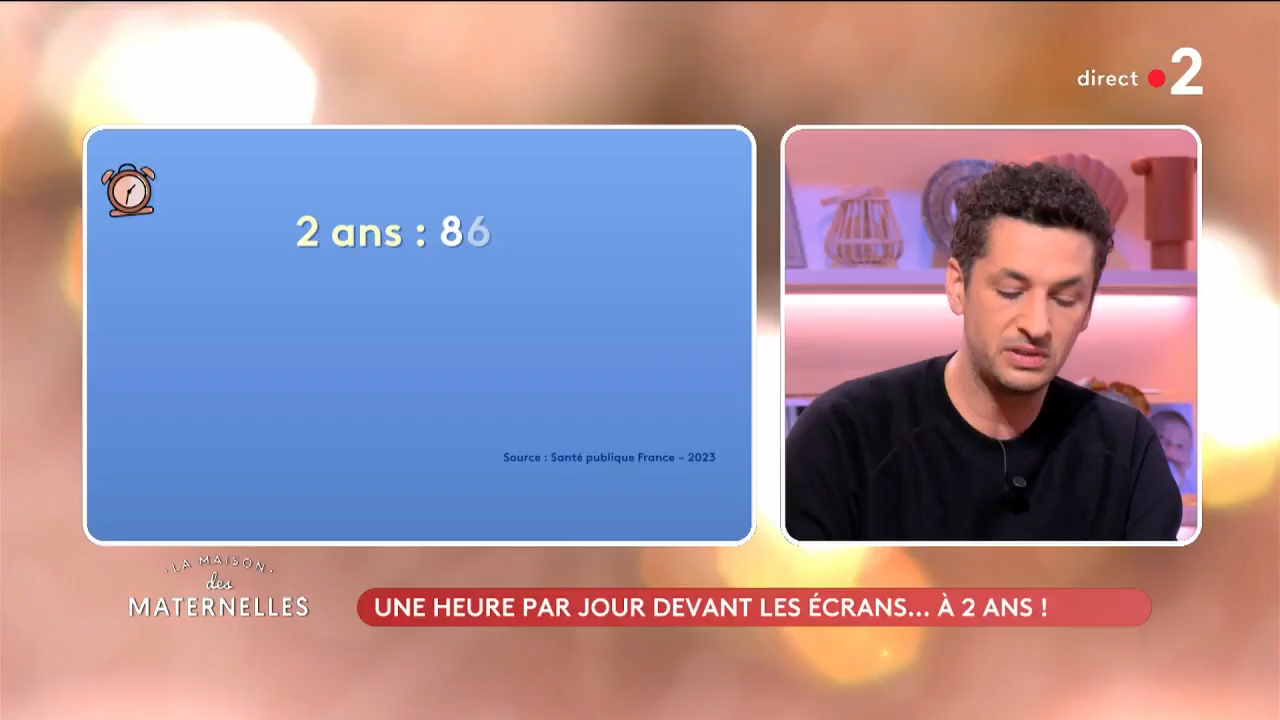 direct 2
2 ans : 86
Source : Santé publique France – 2023
· LA MAISON ·
des
MATERNELLES
UNE HEURE PAR JOUR DEVANT LES ÉCRANS... À 2 ANS !